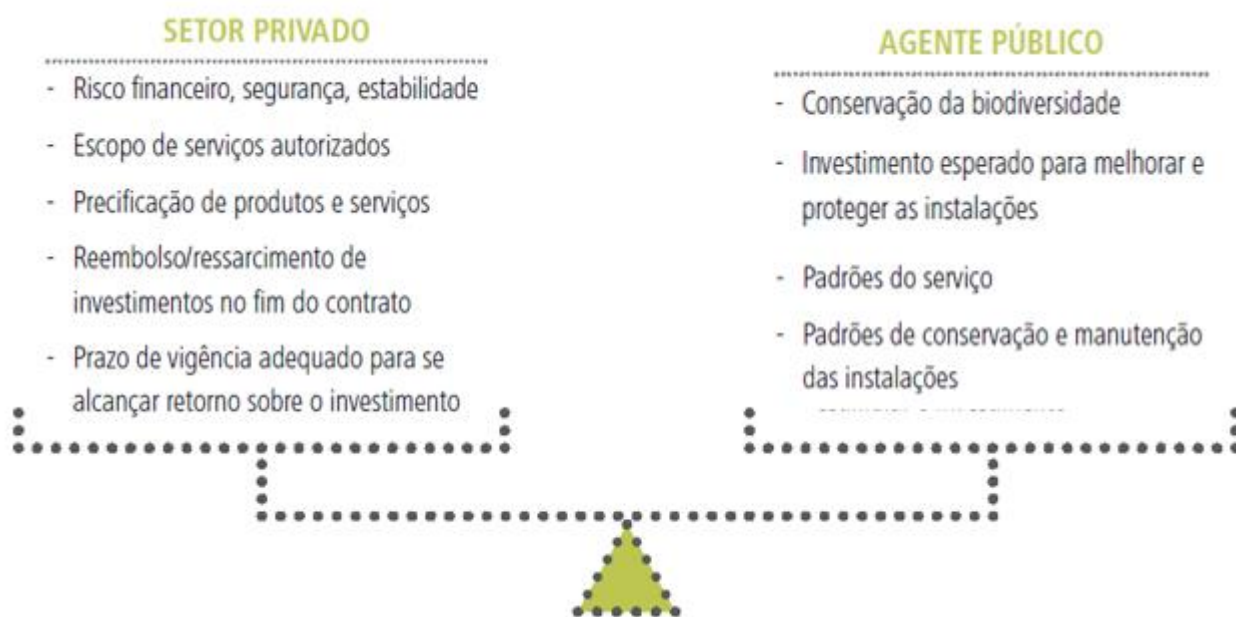 SETOR PRIVADO
- Risco financeiro, segurança, estabilidade
- Escopo de serviços autorizados
- Precificação de produtos e serviços
- Reembolso/ressarcimento de
investimentos no fim do contrato
- Prazo de vigência adequado para se
alcançar retorno sobre o investimento
AGENTE PÚBLICO
- Conservação da biodiversidade
- Investimento esperado para melhorar e
proteger as instalações
- Padrões do serviço
- Padrões de conservação e manutenção
das instalações